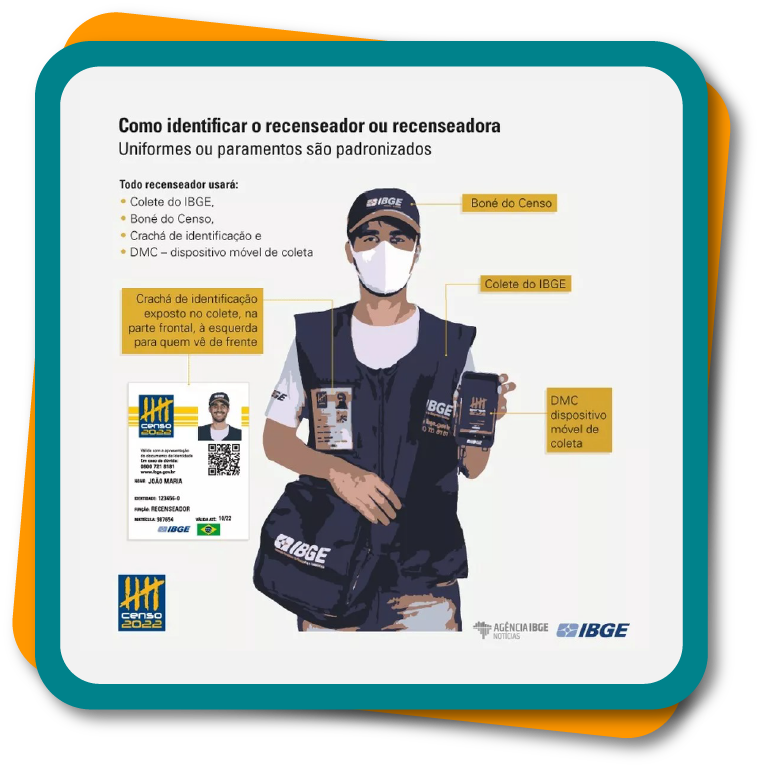 Como identificar o recenseador ou recenseadora
Uniformes ou paramentos são padronizados
Todo recenseador usará:
• Colete do IBGE,
• Boné do Censo,
• Crachá de identificação e
• DMC – dispositivo móvel de coleta
IBGE
Boné do Censo
Colete do IBGE
Crachá de identificação
exposto no colete, na
parte frontal, à esquerda
para quem vê de frente
DMC
dispositivo
móvel de
coleta
censo
2022
Válido com a apresentação
do documento de identidade
Em caso de dúvida:
0800 721 8181
www.ibge.gov.br
NOME: JOÃO MARIA
IDENTIDADE: 123456-0
FUNÇÃO: RECENSEADOR
MATRÍCULA: 987654 VÁLIDA ATÉ: 10/22
IBGE
IBGE
721 8181
IBGE
censo
2022
AGÊNCIA IBGE
NOTÍCIAS
IBGE